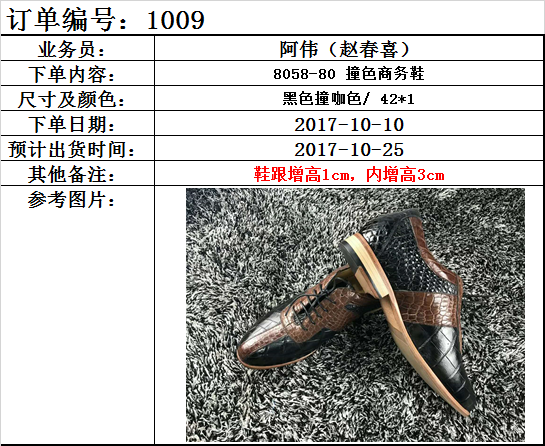 订单编号：1009
业务员： 阿伟（赵春喜）
下单内容： 8058-80 撞色商务鞋
尺寸及颜色： 黑色撞咖色/ 42*1
下单日期： 2017-10-10
预计出货时间： 2017-10-25
其他备注： 鞋跟增高1cm，内增高3cm
参考图片：